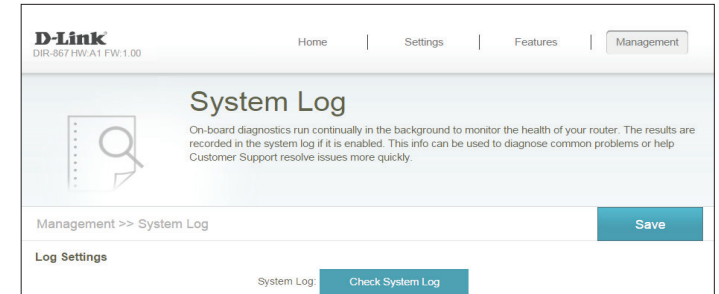 D-Link
DIR-867 HW:A1 FW:1.00
Home
Settings
Features
Management
System Log
On-board diagnostics run continually in the background to monitor the health of your router. The results are
recorded in the system log if it is enabled. This info can be used to diagnose common problems or help
Customer Support resolve issues more quickly.
Management >> System Log
Save
Log Settings
System Log:
Check System Log